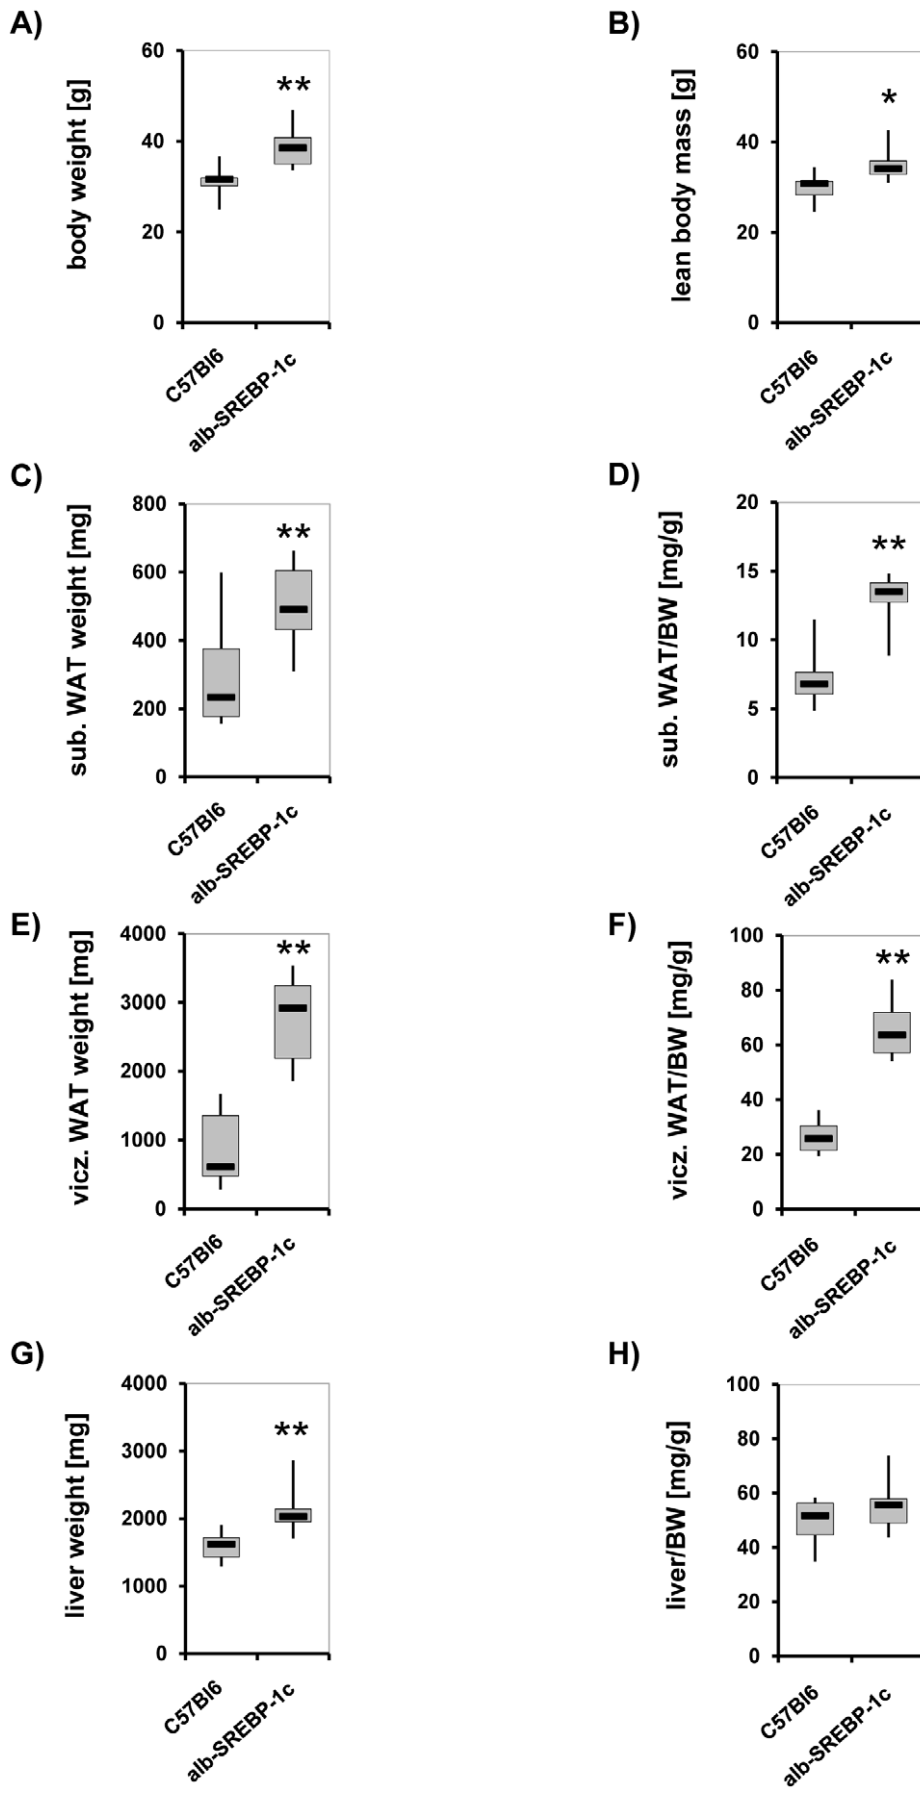 A)
body weight [g]
60
40
20
0
**
C57Bl6
alb-SREBP-1c
B)
lean body mass [g]
60
40
20
0
*
C57Bl6
alb-SREBP-1c
C)
sub. WAT weight [mg]
800
600
400
200
0
**
C57Bl6
alb-SREBP-1c
D)
sub. WAT/BW [mg/g]
20
15
10
5
0
**
C57Bl6
alb-SREBP-1c
E)
vicz. WAT weight [mg]
4000
3000
2000
1000
0
**
C57Bl6
alb-SREBP-1c
F)
vicz. WAT/BW [mg/g]
100
80
60
40
20
0
**
C57Bl6
alb-SREBP-1c
G)
liver weight [mg]
4000
3000
2000
1000
0
**
C57Bl6
alb-SREBP-1c
H)
liver/BW [mg/g]
100
80
60
40
20
0
C57Bl6
alb-SREBP-1c